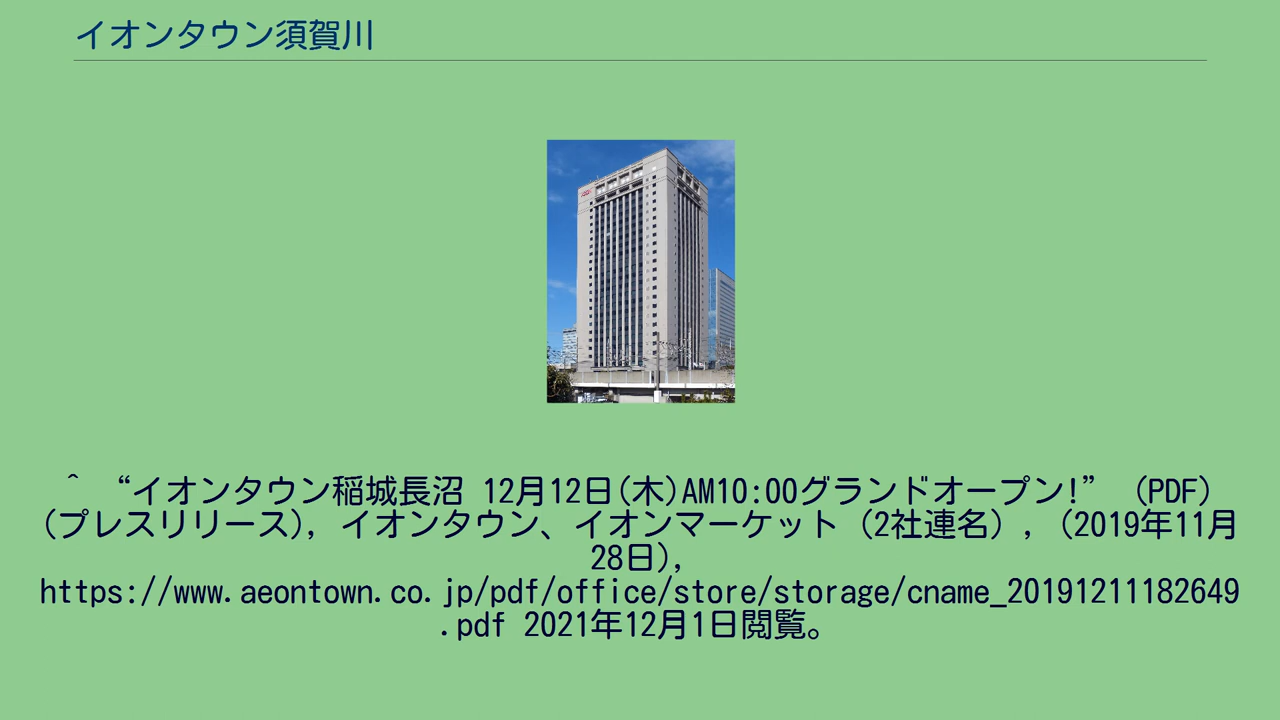 イオンタウン須賀川
^ “イオンタウン稲城長沼 12月12日(木)AM10:00グランドオープン!” (PDF)
(プレスリリース), イオンタウン、イオンマーケット（2社連名）, (2019年11月
28日),
https://www.aeontown.co.jp/pdf/office/store/storage/cname_20191211182649
.pdf 2021年12月1日閲覧。